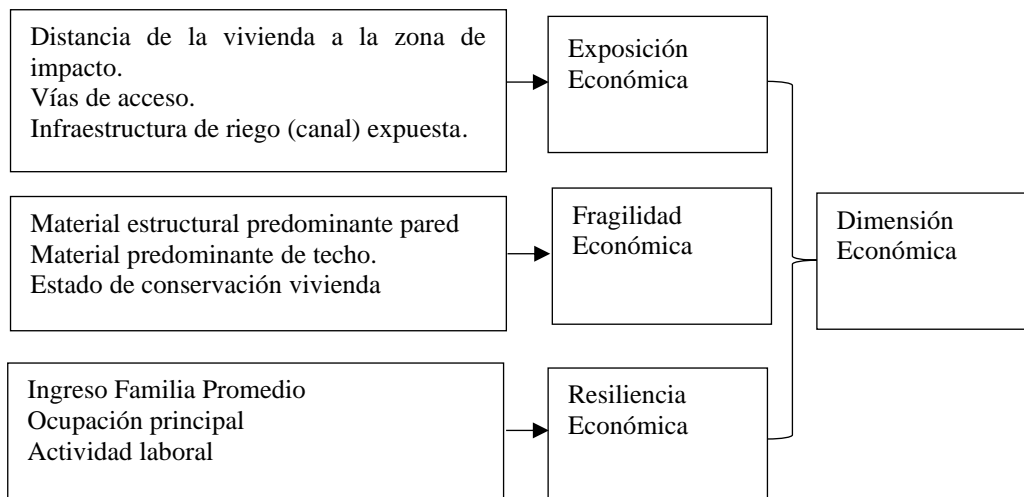 Distancia de la vivienda a la zona de
impacto.
Vías de acceso.
Infraestructura de riego (canal) expuesta.
Exposición
Económica
Material estructural predominante pared
Material predominante de techo.
Estado de conservación vivienda
Fragilidad
Económica
Dimensión
Económica
Ingreso Familia Promedio
Ocupación principal
Actividad laboral
Resiliencia
Económica